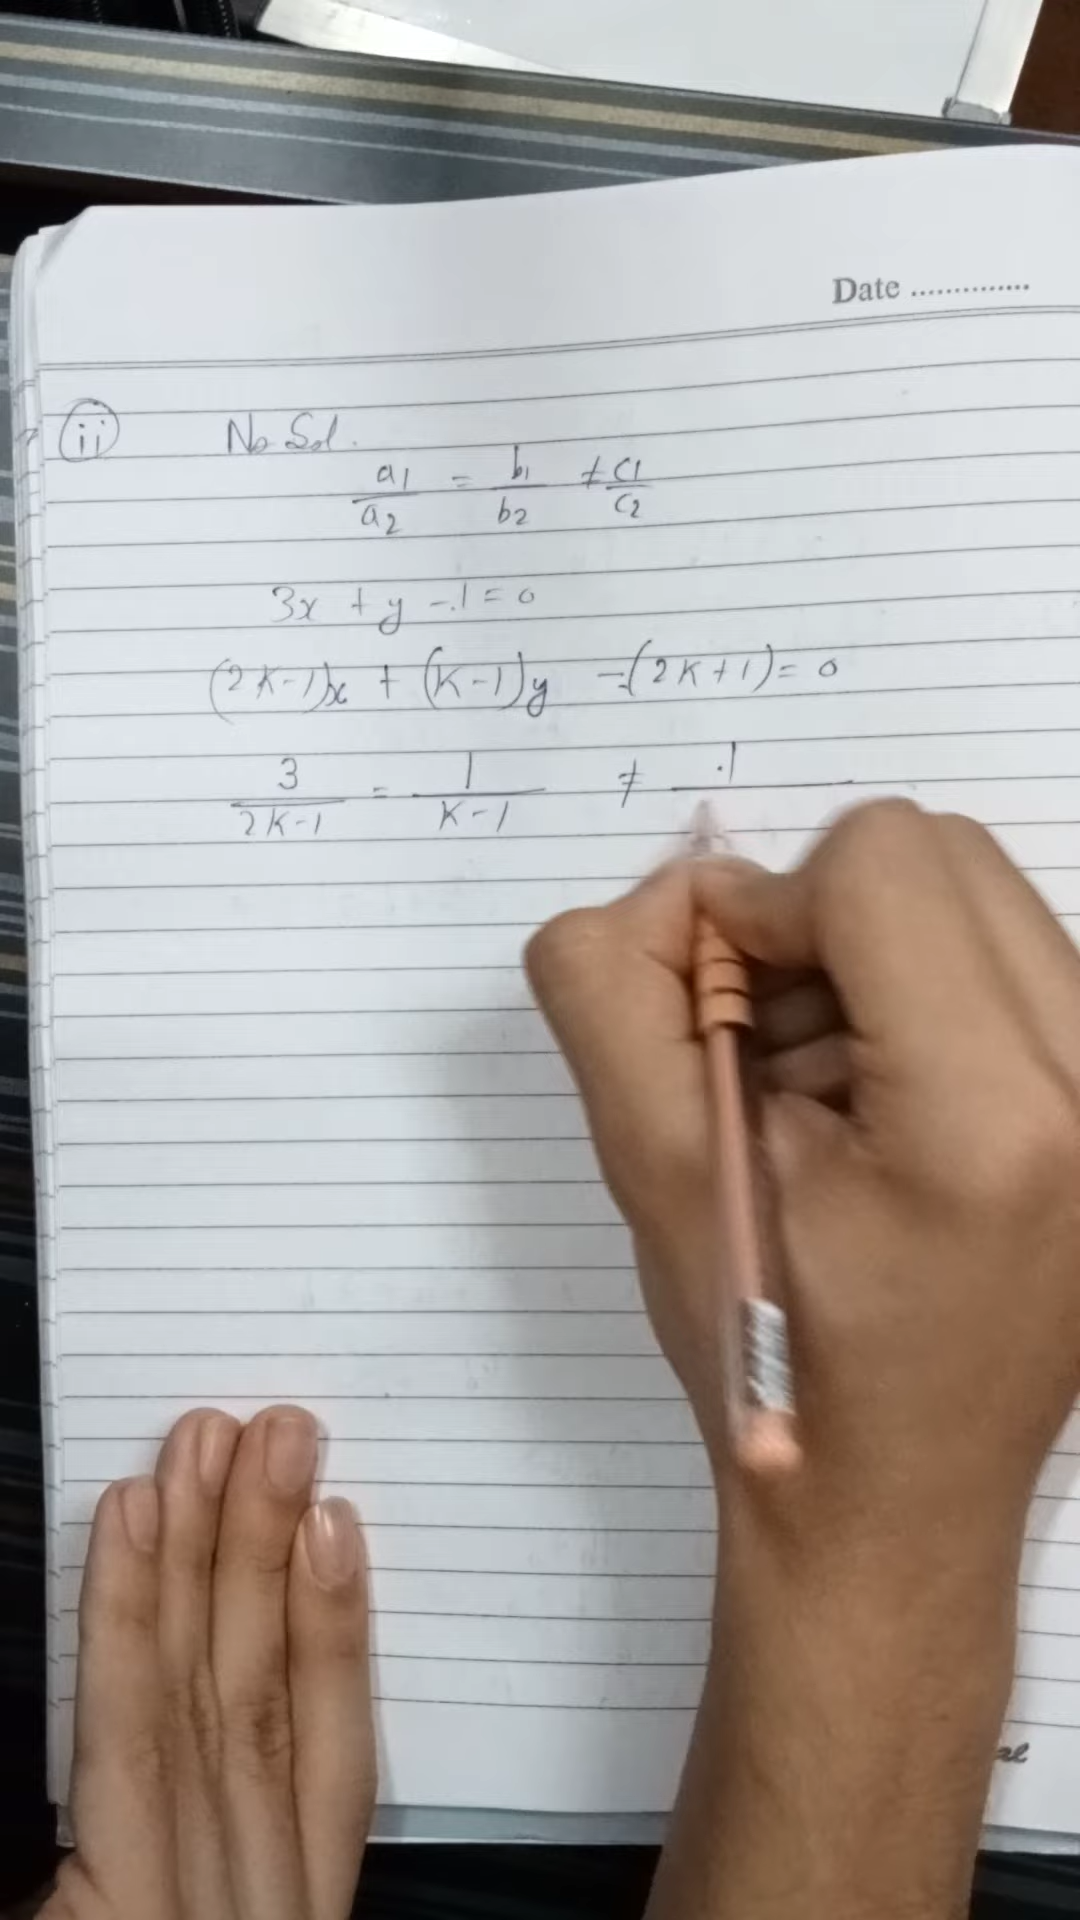 Date ..............
(ii) No Sol.
a1/a2 = b1/b2 ≠ c1/c2
3x + y - 1 = 0
(2K-1)x + (K-1)y - (2K+1) = 0
3/(2K-1) = 1/(K-1) ≠ 1/